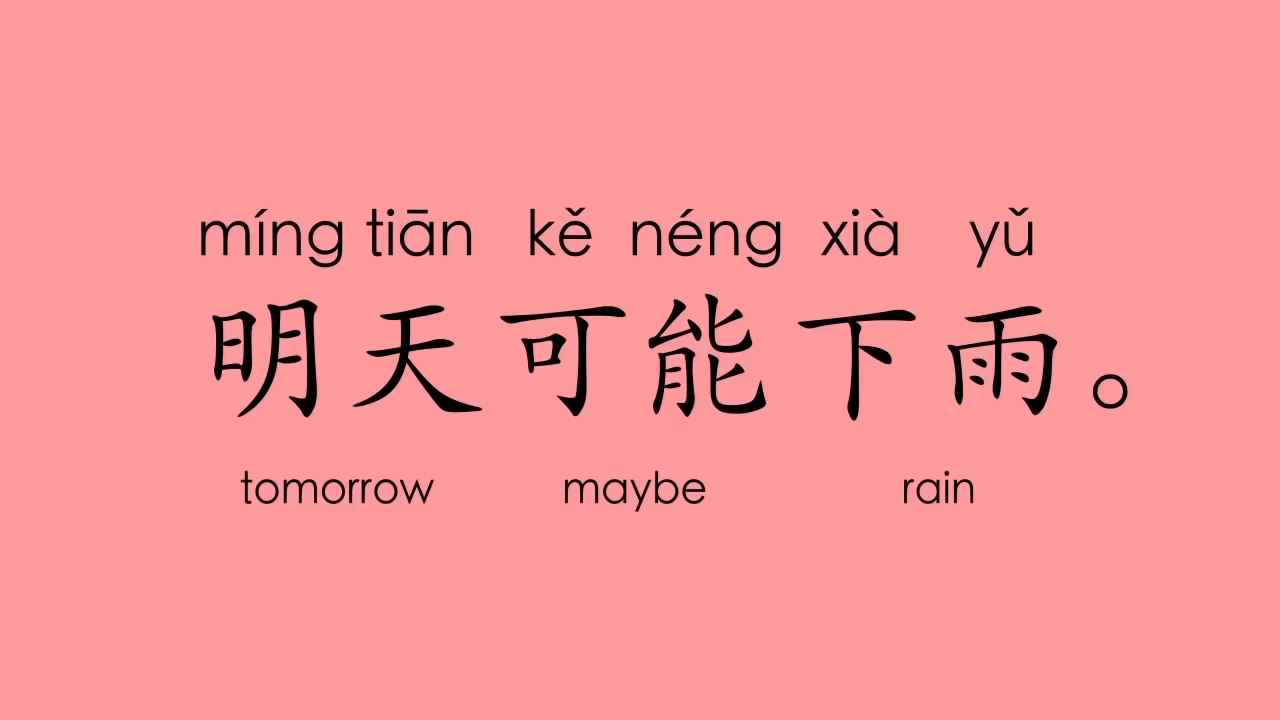 míng tiān kě néng xià yǔ
明天可能下雨。
tomorrow maybe rain